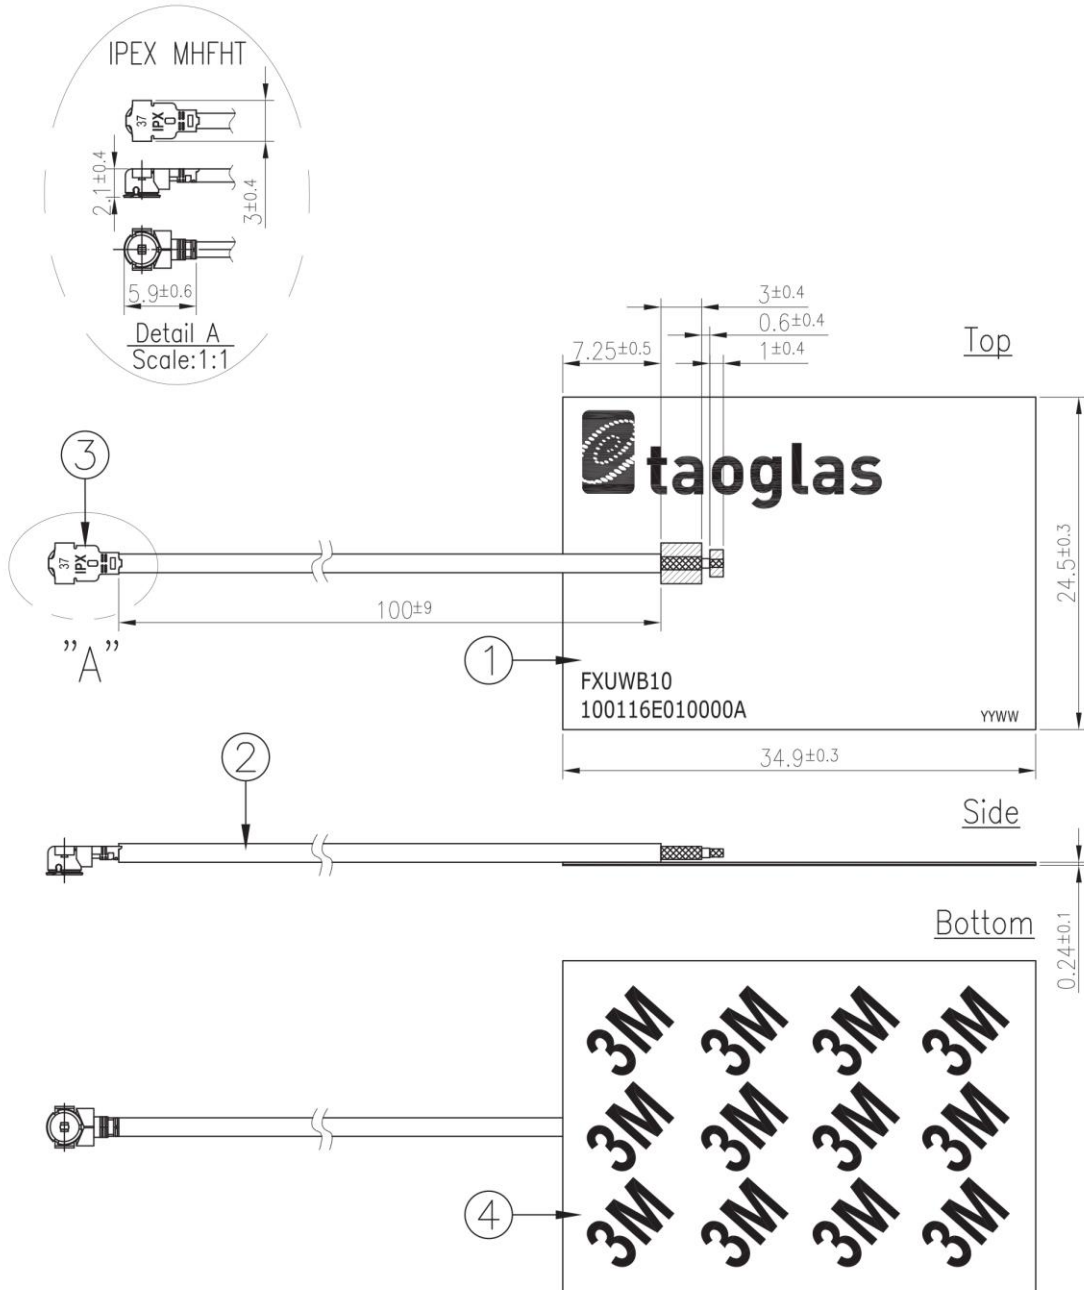 IPEX MHFHT
37
IPX
2.1±0.4
3±0.4
5.9±0.6
Detail A
Scale:1:1
3±0.4
0.6±0.4
7.25±0.5
1±0.4
Top
taoglas
3
37
IPX
100±9
24.5±0.3
"A"
1
FXUWB10
100116E010000A
YYWW
34.9±0.3
2
Side
0.24±0.1
Bottom
3M 3M 3M 3M
3M 3M 3M 3M
3M 3M 3M 3M
4